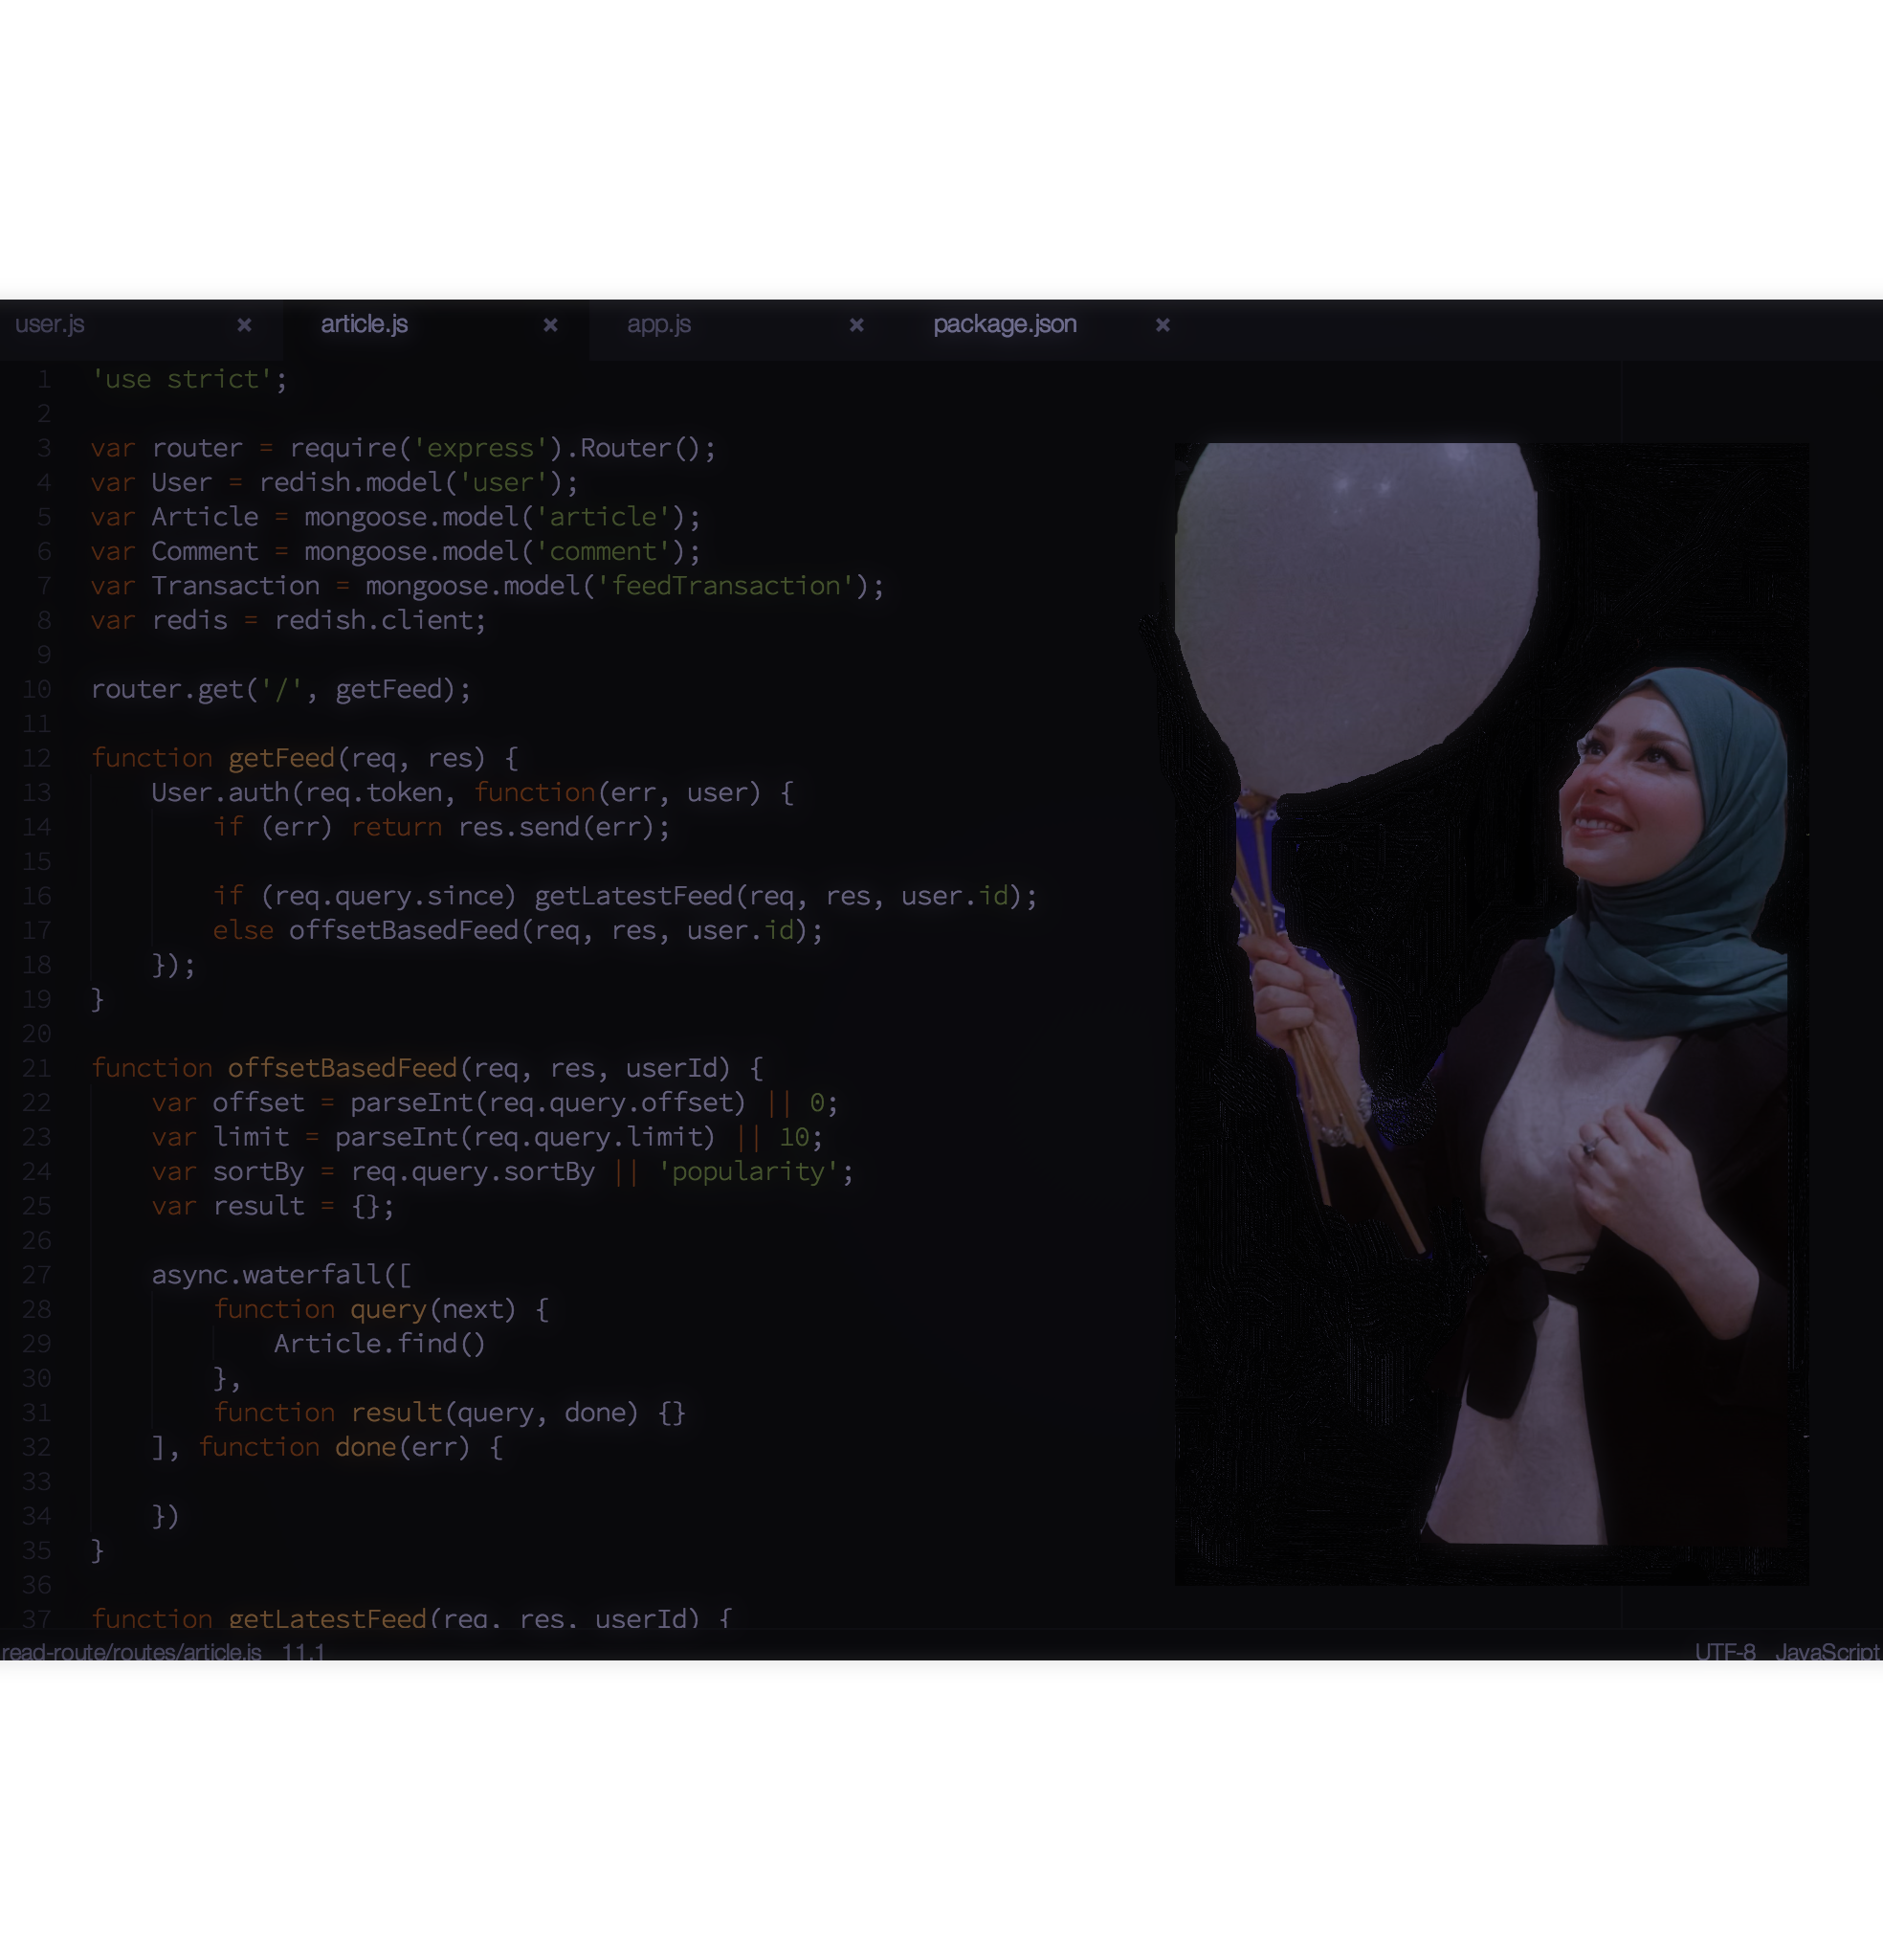 user.js × article.js × app.js × package.json ×
1 'use strict';
2
3 var router = require('express').Router();
4 var User = redish.model('user');
5 var Article = mongoose.model('article');
6 var Comment = mongoose.model('comment');
7 var Transaction = mongoose.model('feedTransaction');
8 var redis = redish.client;
9
10 router.get('/', getFeed);
11
12 function getFeed(req, res) {
13     User.auth(req.token, function(err, user) {
14         if (err) return res.send(err);
15
16         if (req.query.since) getLatestFeed(req, res, user.id);
17         else offsetBasedFeed(req, res, user.id);
18     });
19 }
20
21 function offsetBasedFeed(req, res, userId) {
22     var offset = parseInt(req.query.offset) || 0;
23     var limit = parseInt(req.query.limit) || 10;
24     var sortBy = req.query.sortBy || 'popularity';
25     var result = {};
26
27     async.waterfall([
28         function query(next) {
29             Article.find()
30         },
31         function result(query, done) {}
32     ], function done(err) {
33
34     })
35 }
36
37 function getLatestFeed(req, res, userId) {
read-route/routes/article.js 11,1 UTF-8 JavaScript